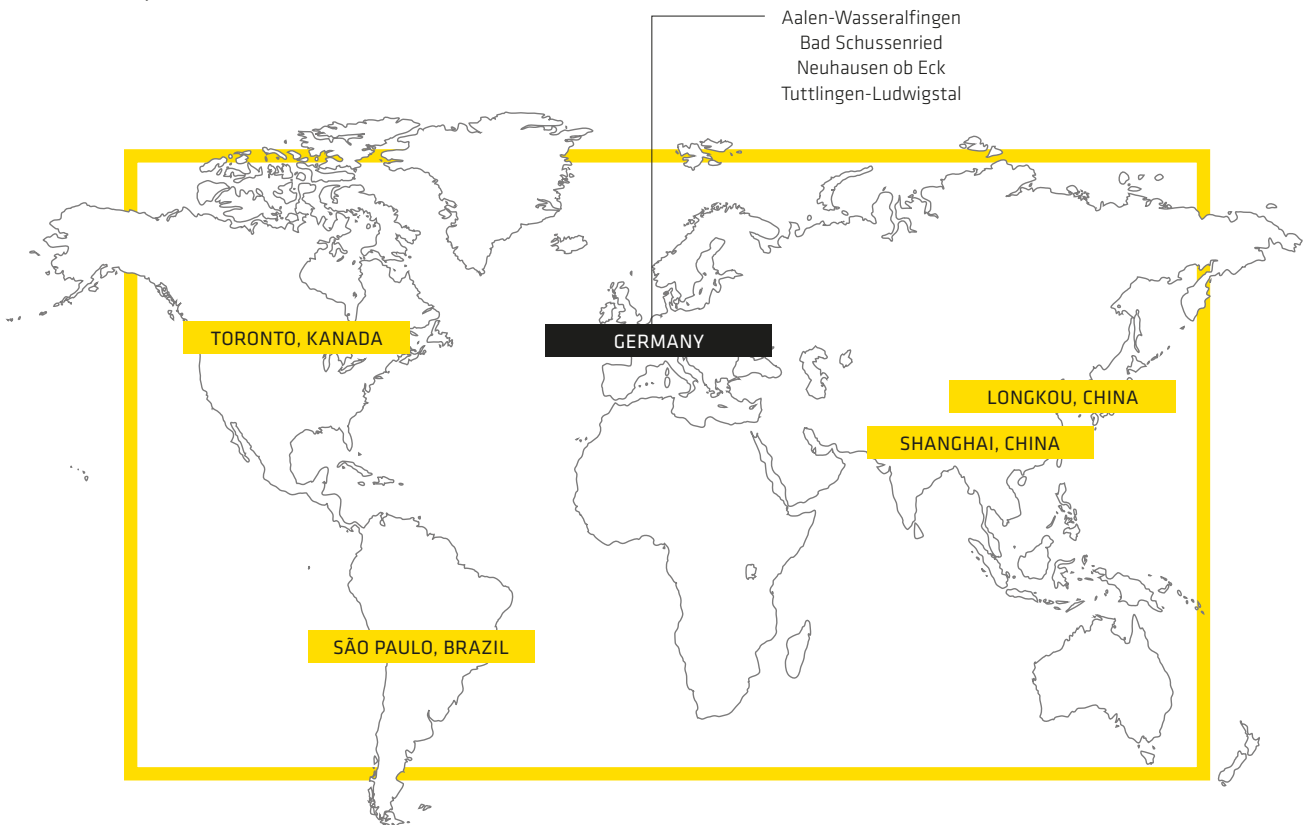 Aalen-Wasseralfingen
Bad Schussenried
Neuhausen ob Eck
Tuttlingen-Ludwigstal
TORONTO, KANADA
GERMANY
LONGKOU, CHINA
SHANGHAI, CHINA
SÃO PAULO, BRAZIL